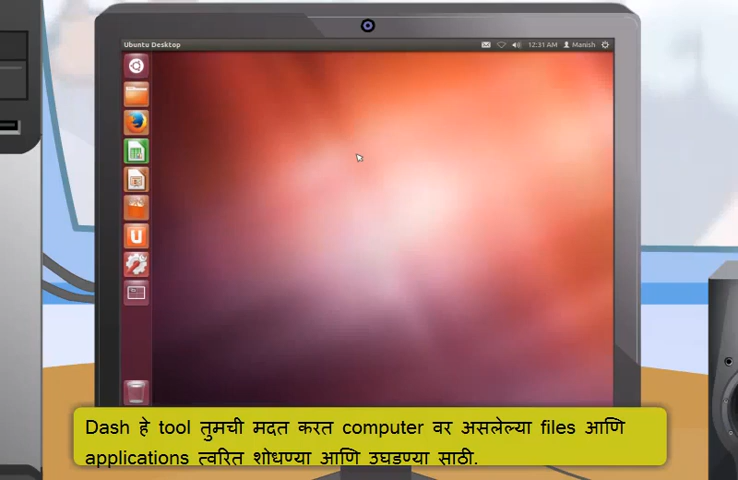 Ubuntu Desktop 12:31 AM Manish
Dash हे tool तुमची मदत करत computer वर असलेल्या files आणि
applications त्वरित शोधण्या आणि उघडण्या साठी.